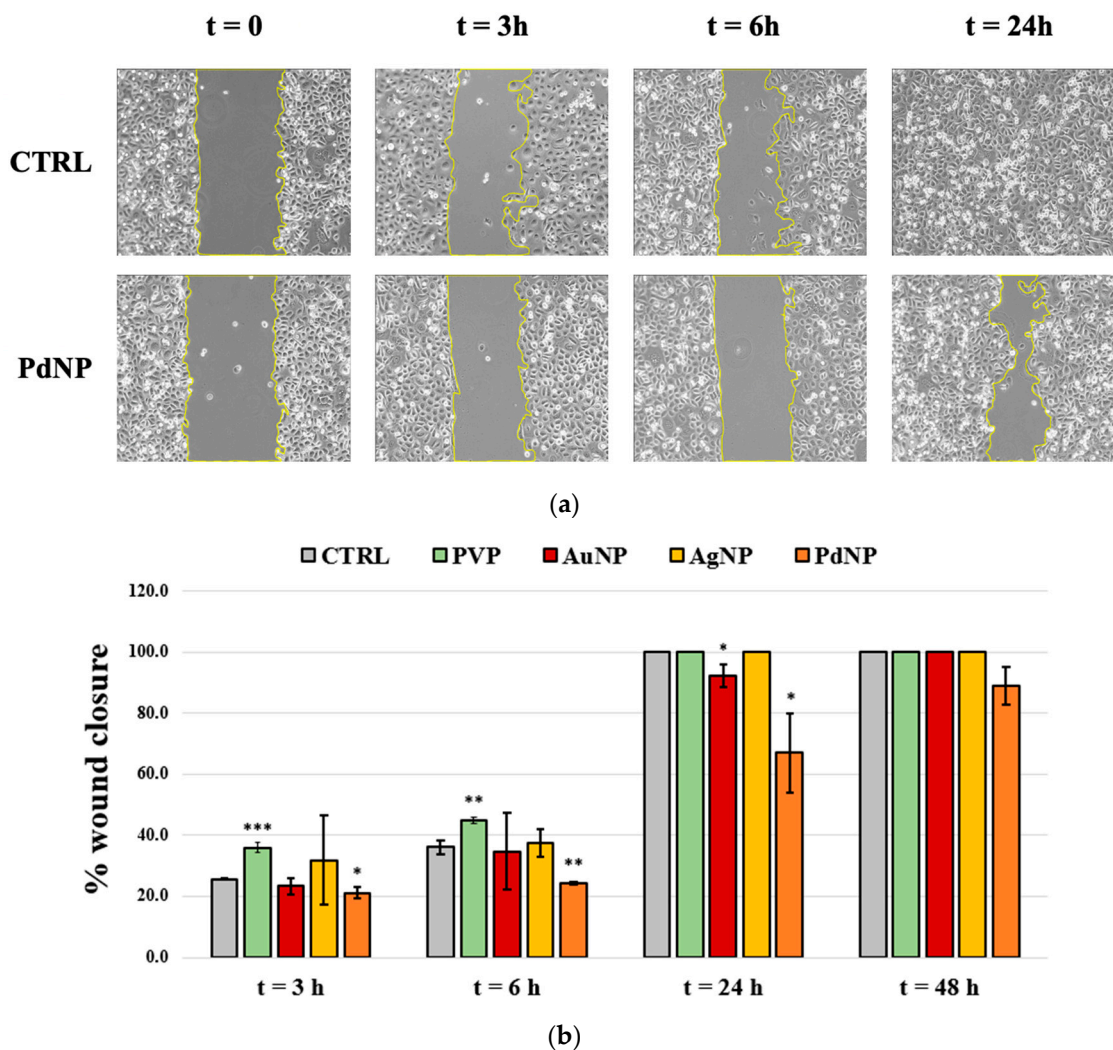 t = 0 t = 3h t = 6h t = 24h
CTRL
PdNP
(a)
CTRL PVP AuNP AgNP PdNP
% wound closure
120.0
100.0
80.0
60.0
40.0
20.0
0.0
*** * ** ** * *
t = 3 h t = 6 h t = 24 h t = 48 h
(b)